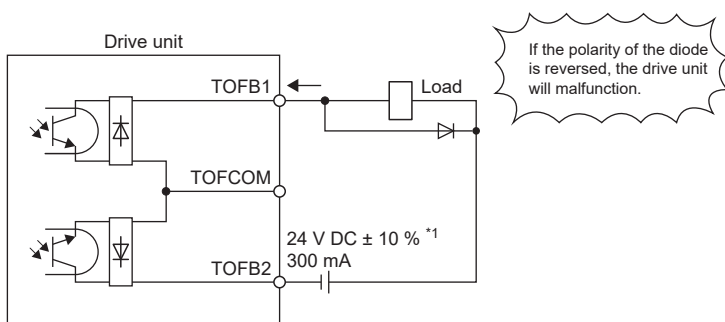 Drive unit
If the polarity of the diode
is reversed, the drive unit
will malfunction.
TOFB1
Load
TOFCOM
24 V DC ± 10 % *1
300 mA
TOFB2